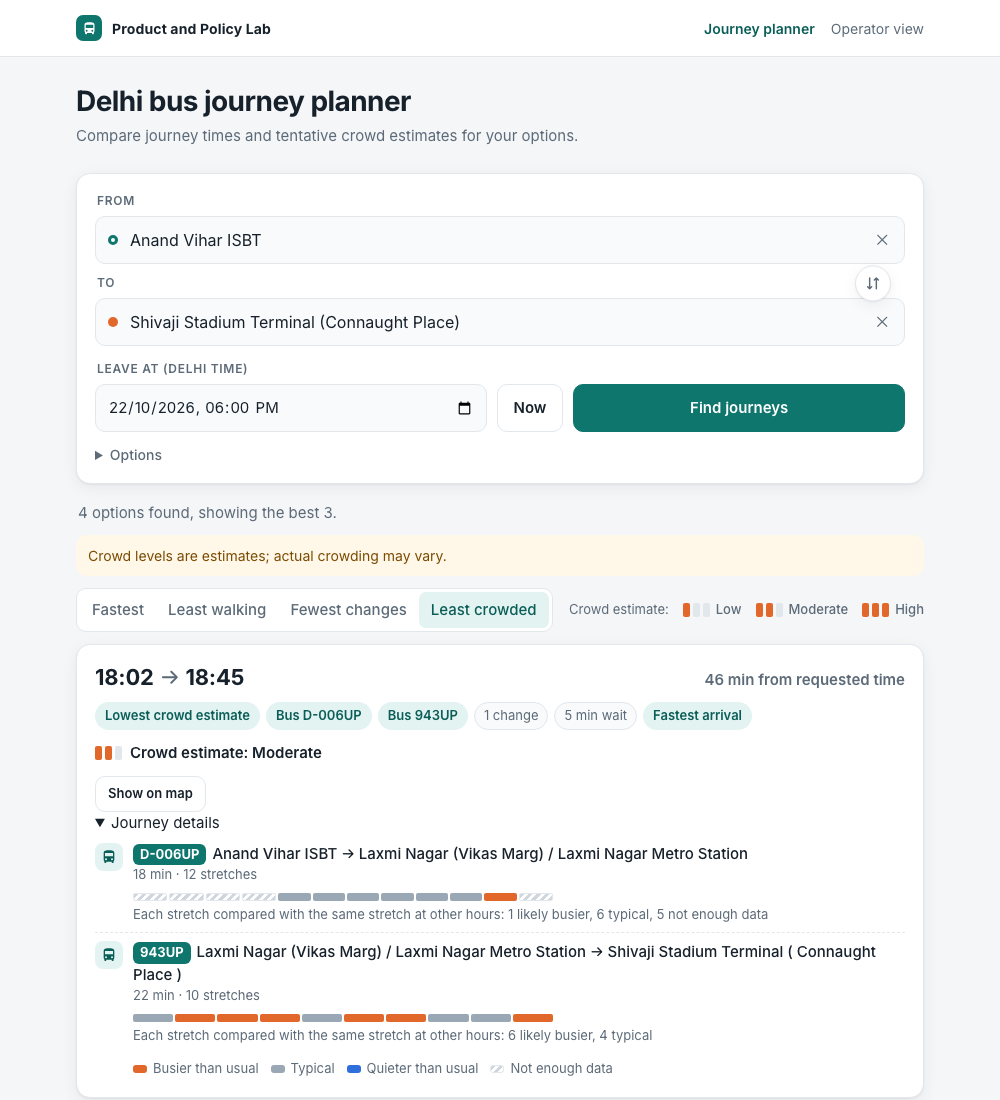 Product and Policy Lab
Journey planner
Operator view
Delhi bus journey planner
Compare journey times and tentative crowd estimates for your options.
FROM
Anand Vihar ISBT
TO
Shivaji Stadium Terminal (Connaught Place)
LEAVE AT (DELHI TIME)
22/10/2026, 06:00 PM
Now
Find journeys
Options
4 options found, showing the best 3.
Crowd levels are estimates; actual crowding may vary.
Fastest
Least walking
Fewest changes
Least crowded
Crowd estimate:
Low
Moderate
High
18:02 → 18:45
46 min from requested time
Lowest crowd estimate
Bus D-006UP
Bus 943UP
1 change
5 min wait
Fastest arrival
Crowd estimate: Moderate
Show on map
Journey details
D-006UP Anand Vihar ISBT → Laxmi Nagar (Vikas Marg) / Laxmi Nagar Metro Station
18 min · 12 stretches
Each stretch compared with the same stretch at other hours: 1 likely busier, 6 typical, 5 not enough data
943UP Laxmi Nagar (Vikas Marg) / Laxmi Nagar Metro Station → Shivaji Stadium Terminal ( Connaught
Place )
22 min · 10 stretches
Each stretch compared with the same stretch at other hours: 6 likely busier, 4 typical
Busier than usual
Typical
Quieter than usual
Not enough data